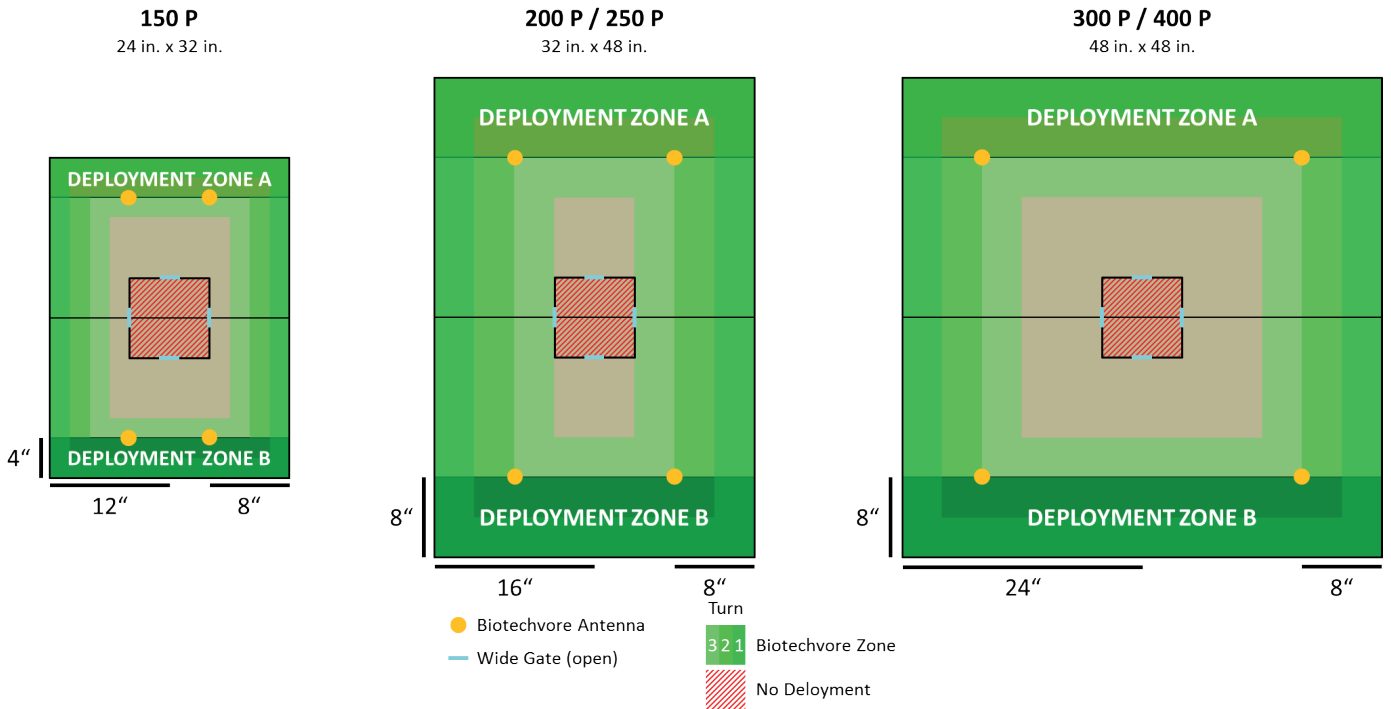 150 P
24 in. x 32 in.
DEPLOYMENT ZONE A
DEPLOYMENT ZONE B
4“
12“
8“
200 P / 250 P
32 in. x 48 in.
DEPLOYMENT ZONE A
DEPLOYMENT ZONE B
8“
16“
8“
300 P / 400 P
48 in. x 48 in.
DEPLOYMENT ZONE A
DEPLOYMENT ZONE B
8“
24“
8“
Biotechvore Antenna
Wide Gate (open)
Turn
3 2 1 Biotechvore Zone
No Deloyment